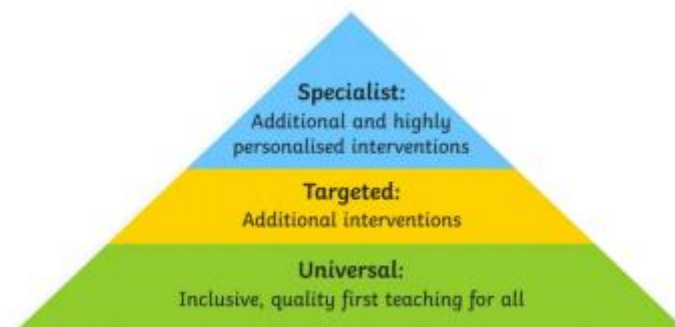 Specialist:
Additional and highly
personalised interventions
Targeted:
Additional interventions
Universal:
Inclusive, quality first teaching for all